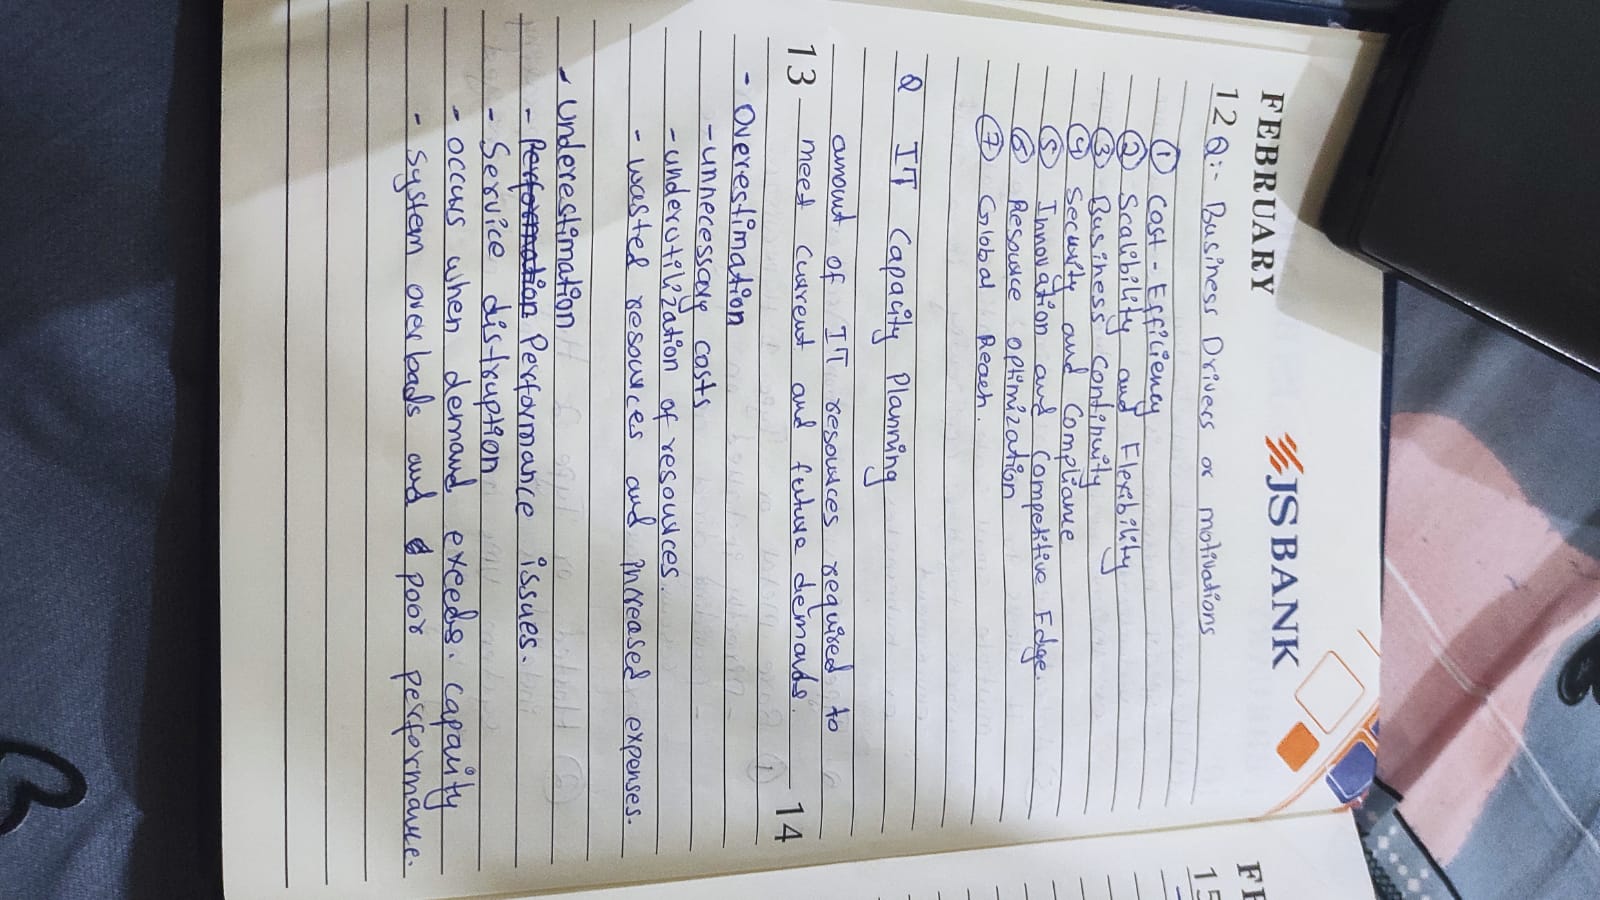 FEBRUARY
JS BANK
12 Q:- Business Drivers or motivations
① Cost - Efficiency
② Scalibility and Flexibility
③ Business Continuity
④ Security and Compliance
⑤ Innovation and Competitive Edge.
⑥ Resource optimization
⑦ Global Reach.
Q IT Capacity Planning
amount of IT resources required to
13 meet current and future demands. 14
- Overestimation
- unnecessary costs
- underutilization of resources.
- wasted resources and increased expenses.
- Underestimation
- Performation Performance issues.
- Service distruption
- occurs when demand exeeds. capacity
- System overloads and poor performance.
15